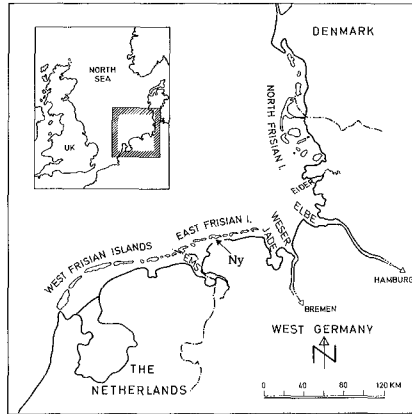 DENMARK
NORTH
SEA
UK
NORTH FRISIAN I.
EIDER
ELBE
WESER
JADE
EAST FRISIAN I.
WEST FRISIAN ISLANDS
EMS
Ny
HAMBURG
BREMEN
WEST GERMANY
N
THE
NETHERLANDS
0 40 80 120 KM